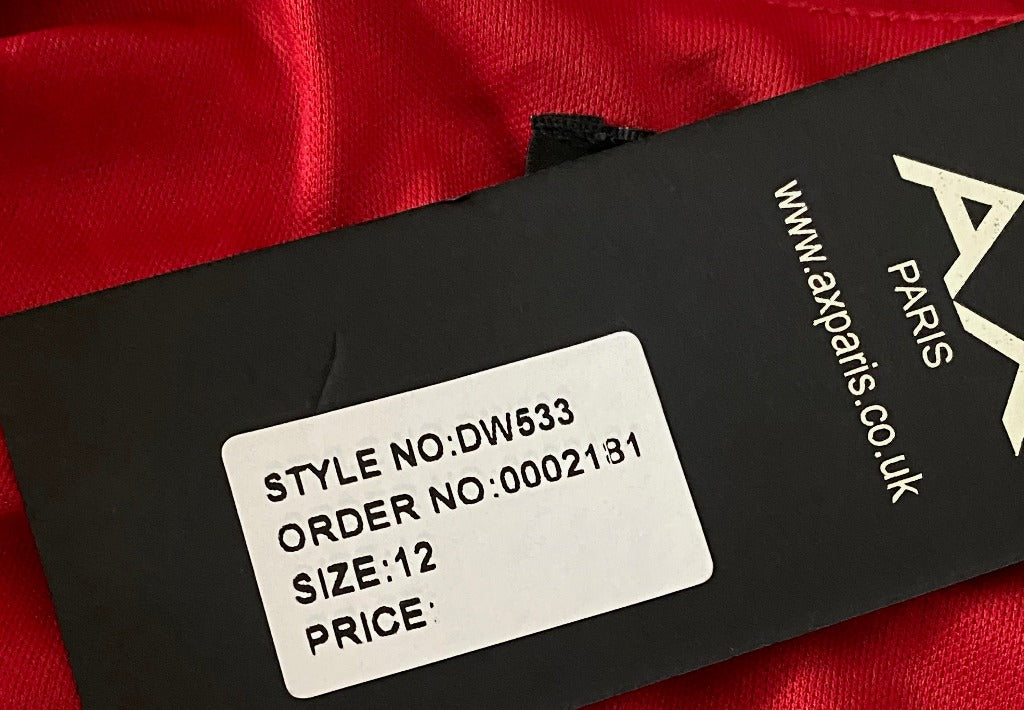 STYLE NO:DW533
ORDER NO:0002181
SIZE:12
PRICE:
AX
PARIS
www.axparis.co.uk